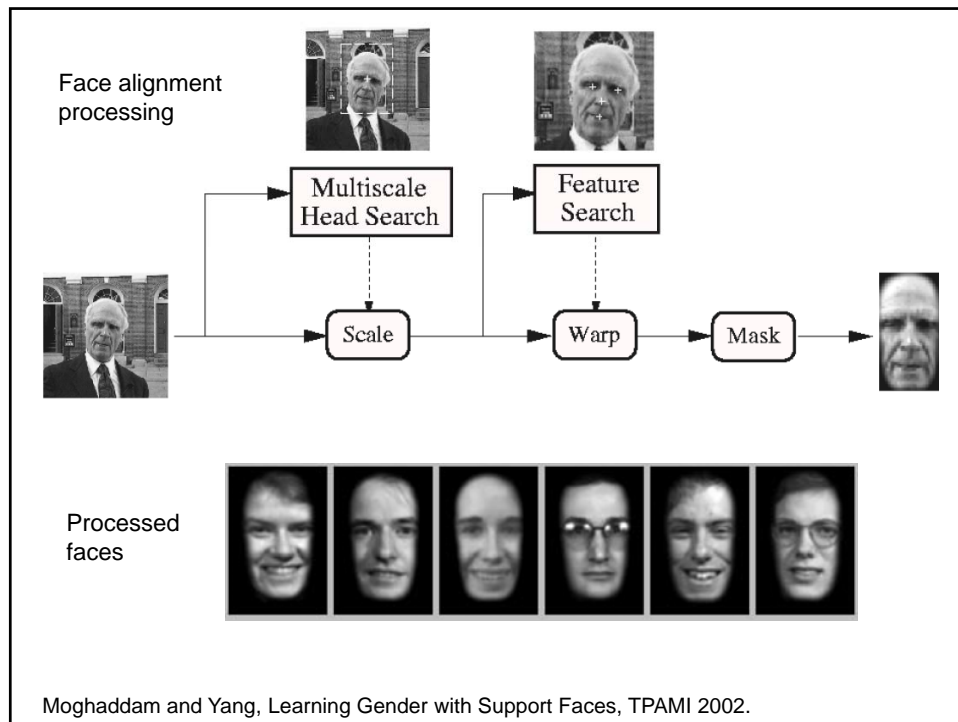 Face alignment
processing
Multiscale
Head Search
Feature
Search
Scale
Warp
Mask
Processed
faces
Moghaddam and Yang, Learning Gender with Support Faces, TPAMI 2002.